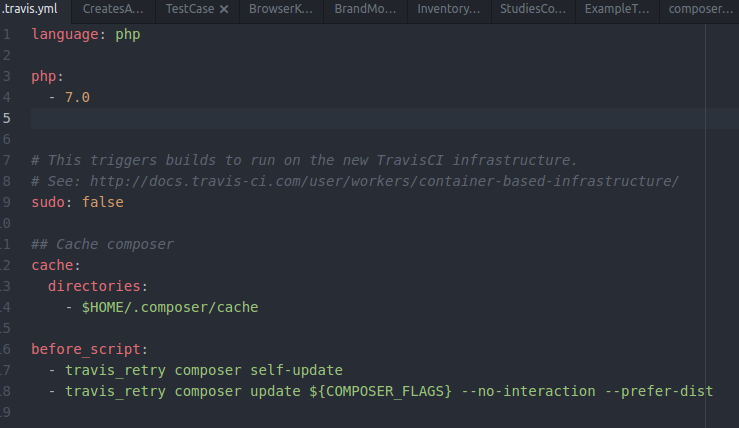 .travis.yml CreatesA... TestCase × BrowserK... BrandMo... Inventory... StudiesCo... ExampleT... composer...
1 language: php
2
3 php:
4   - 7.0
5
6
7 # This triggers builds to run on the new TravisCI infrastructure.
8 # See: http://docs.travis-ci.com/user/workers/container-based-infrastructure/
9 sudo: false
10
11 ## Cache composer
12 cache:
13   directories:
14     - $HOME/.composer/cache
15
16 before_script:
17   - travis_retry composer self-update
18   - travis_retry composer update ${COMPOSER_FLAGS} --no-interaction --prefer-dist
19